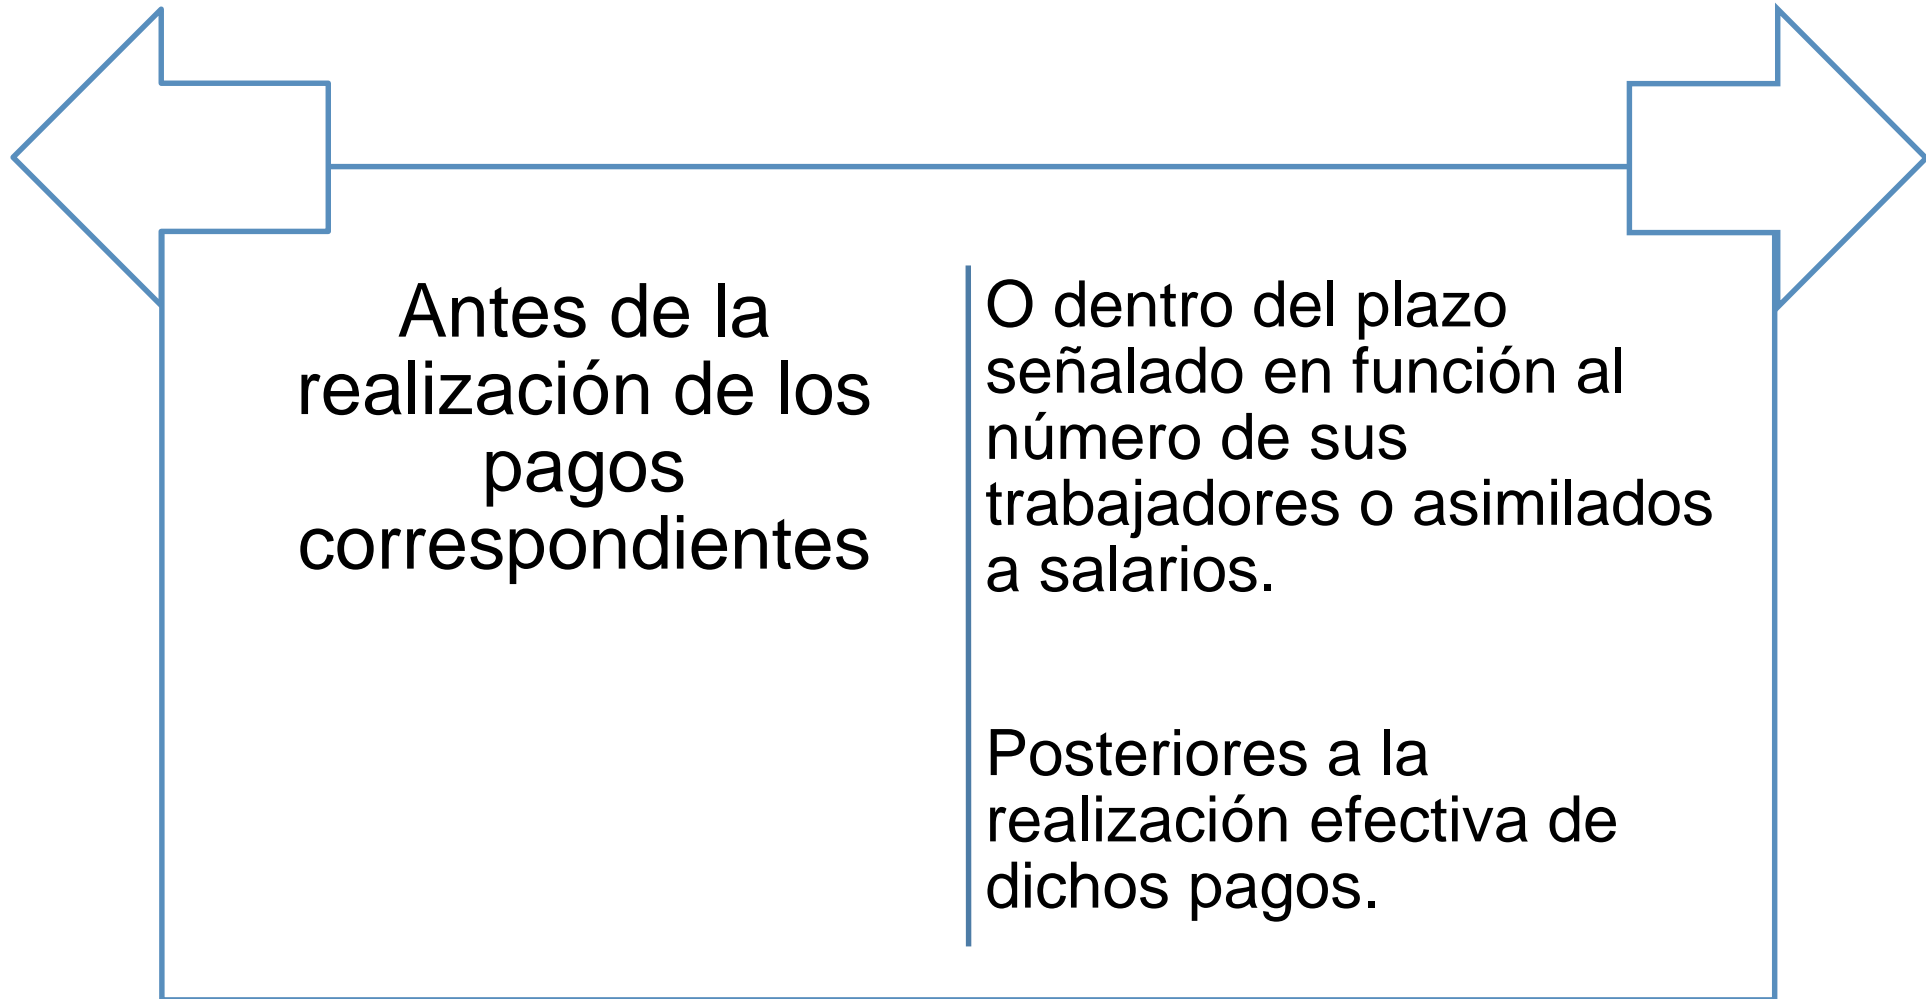 Antes de la
realización de los
pagos
correspondientes
O dentro del plazo
señalado en función al
número de sus
trabajadores o asimilados
a salarios.
Posteriores a la
realización efectiva de
dichos pagos.